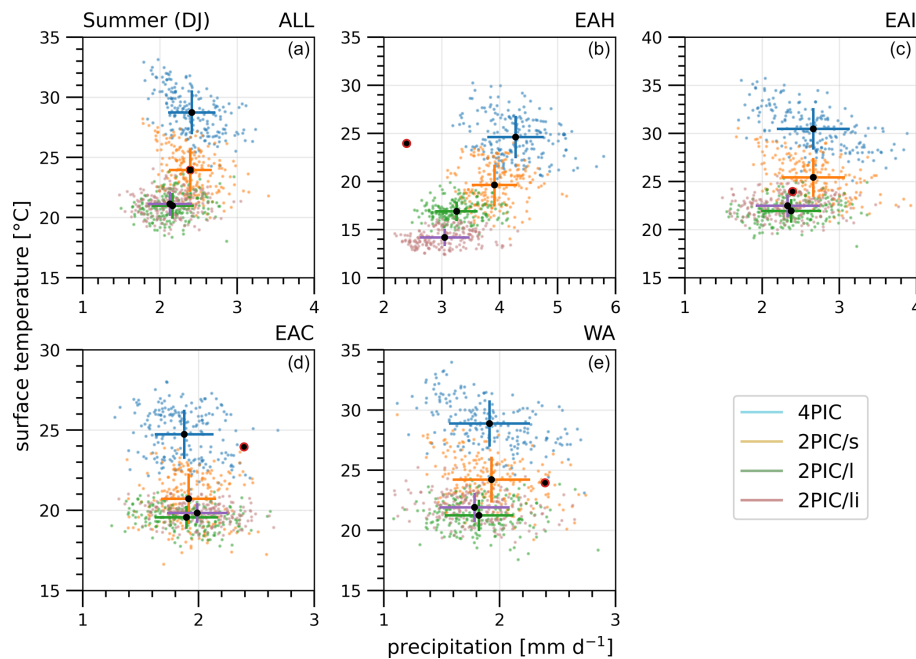 Summer (DJ) ALL EAH EAI
35 35 40
(a) (b) (c)
30 30 35
25 25 30
20 20 25
15 20
15 10 15
1 2 3 4 2 3 4 5 6 1 2 3 4
EAC WA
30 35
(d) (e)
30
25
25
20
20
15 15
1 2 3 1 2 3
surface temperature [°C]
precipitation [mm d⁻¹]
4PIC
2PIC/s
2PIC/l
2PIC/li